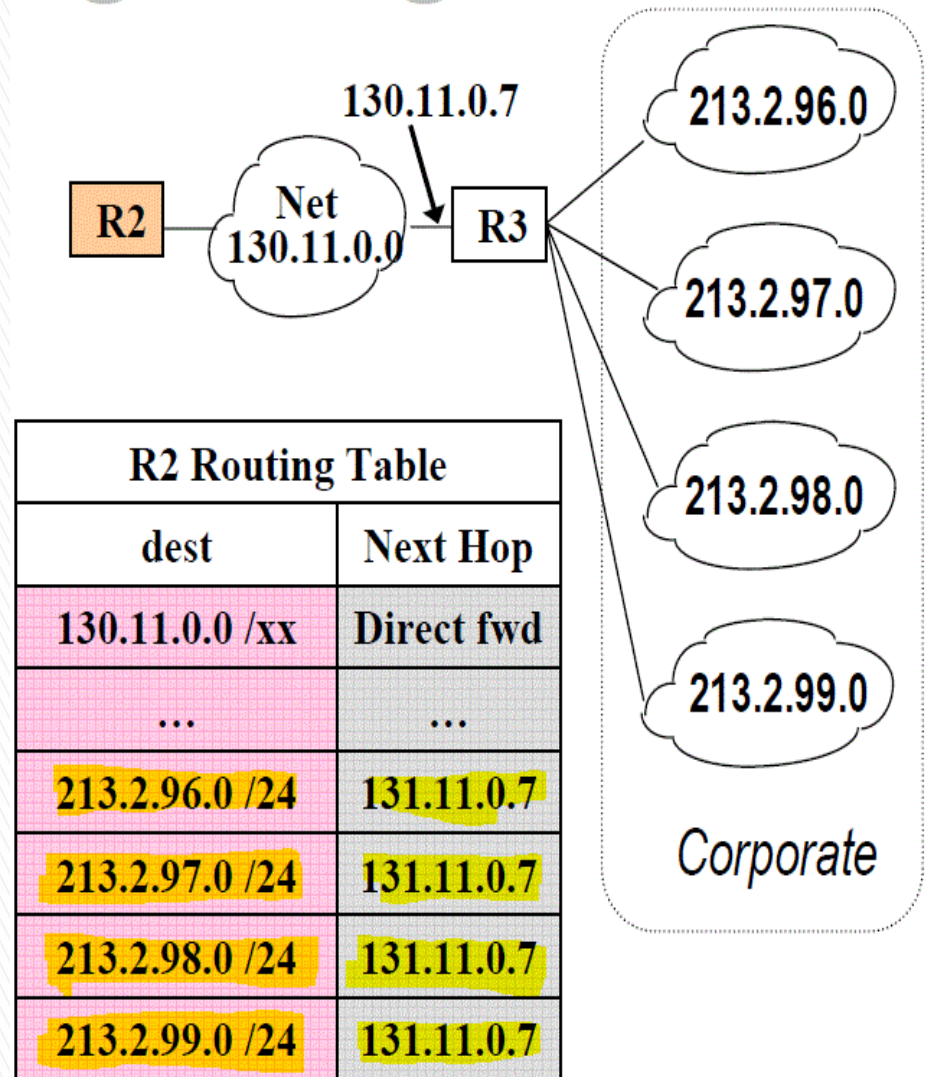 130.11.0.7
R2
Net
130.11.0.0
R3
213.2.96.0
213.2.97.0
213.2.98.0
213.2.99.0
Corporate
R2 Routing Table
dest Next Hop
130.11.0.0 /xx Direct fwd
... ...
213.2.96.0 /24 131.11.0.7
213.2.97.0 /24 131.11.0.7
213.2.98.0 /24 131.11.0.7
213.2.99.0 /24 131.11.0.7